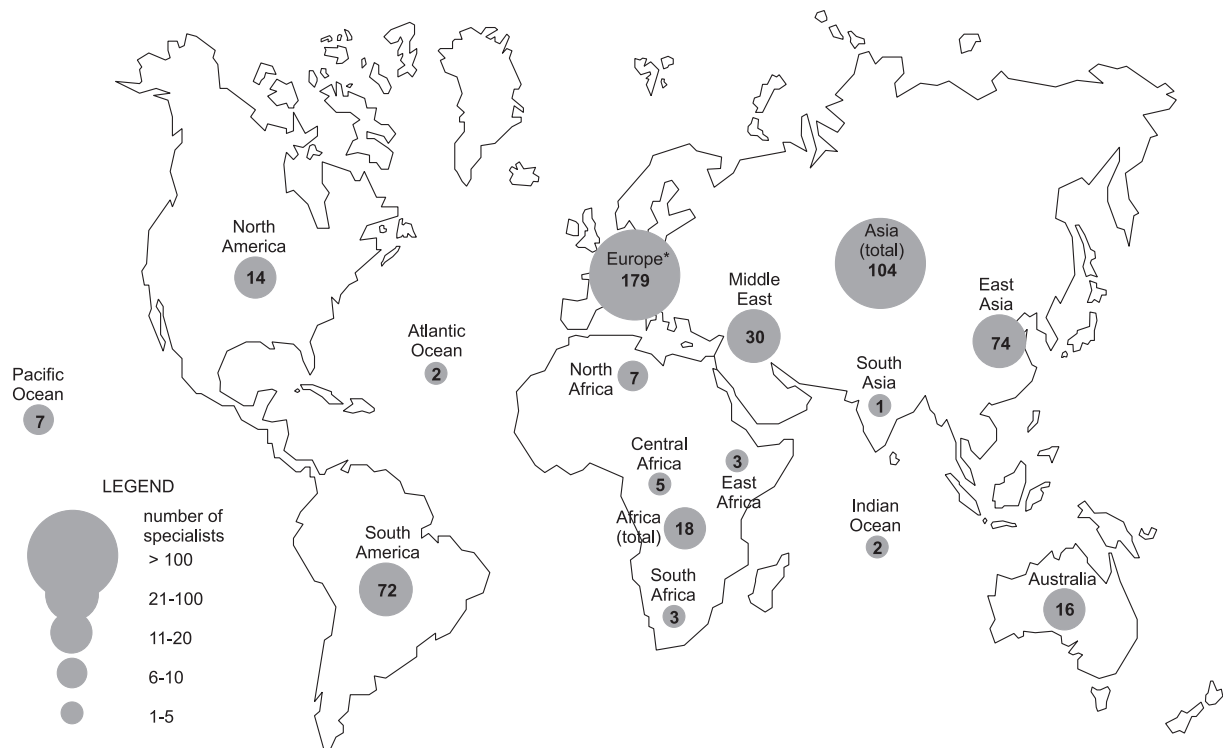 North
America
14
Europe*
179
Asia
(total)
104
Middle
East
30
East
Asia
74
Atlantic
Ocean
2
North
Africa
7
South
Asia
1
Pacific
Ocean
7
Central
Africa
5
3
East
Africa
LEGEND
number of
specialists
> 100
21-100
11-20
6-10
1-5
South
America
72
Africa
(total)
18
Indian
Ocean
2
South
Africa
3
Australia
16